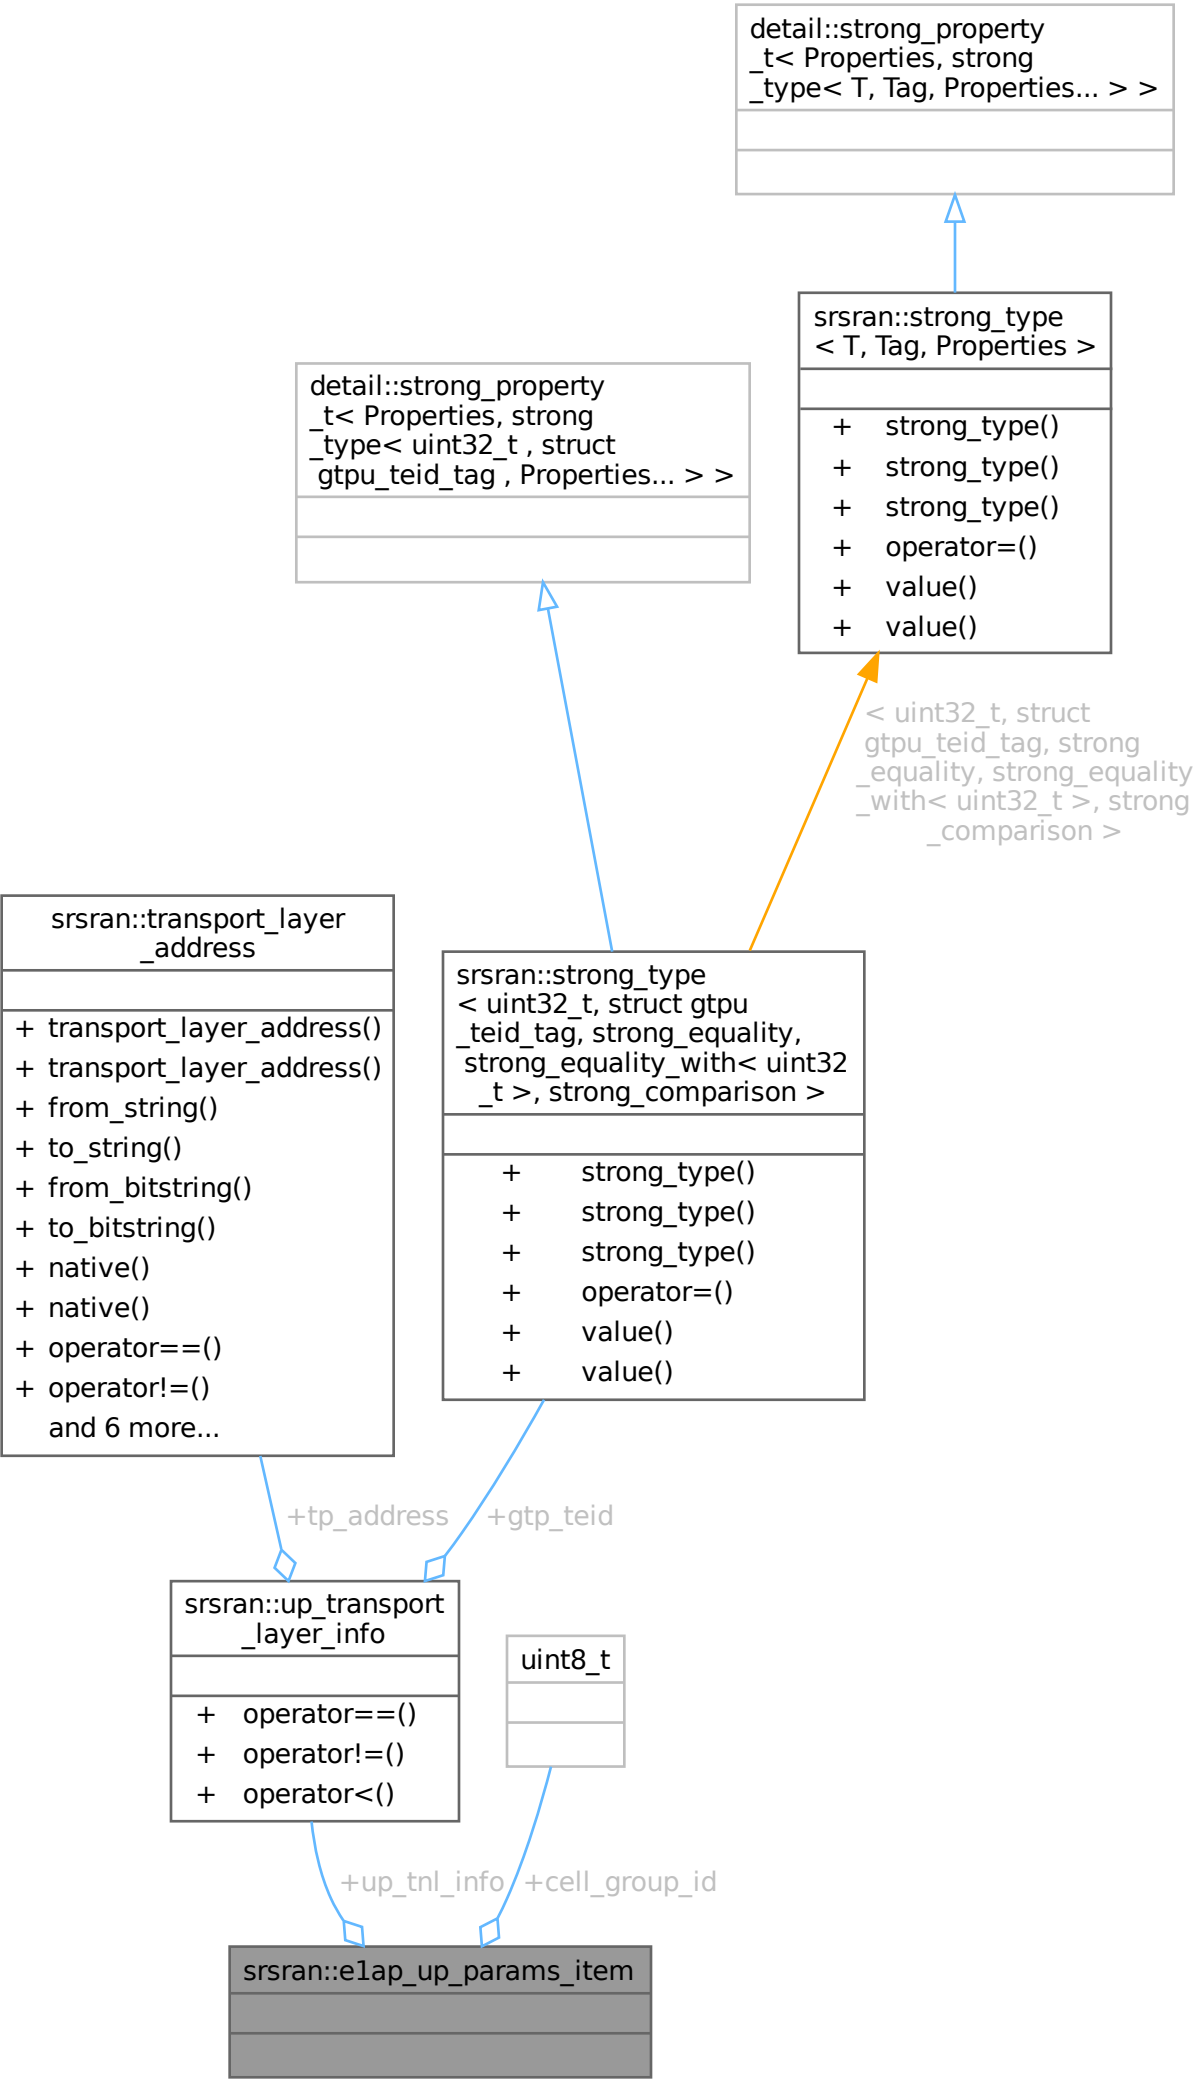 detail::strong_property
_t< Properties, strong
_type< T, Tag, Properties... > >
srsran::strong_type
< T, Tag, Properties >
+ strong_type()
+ strong_type()
+ strong_type()
+ operator=()
+ value()
+ value()
detail::strong_property
_t< Properties, strong
_type< uint32_t , struct
gtpu_teid_tag , Properties... > >
< uint32_t, struct
gtpu_teid_tag, strong
_equality, strong_equality
_with< uint32_t >, strong
_comparison >
srsran::transport_layer
_address
+ transport_layer_address()
+ transport_layer_address()
+ from_string()
+ to_string()
+ from_bitstring()
+ to_bitstring()
+ native()
+ native()
+ operator==()
+ operator!=()
and 6 more...
srsran::strong_type
< uint32_t, struct gtpu
_teid_tag, strong_equality,
strong_equality_with< uint32
_t >, strong_comparison >
+ strong_type()
+ strong_type()
+ strong_type()
+ operator=()
+ value()
+ value()
+tp_address
+gtp_teid
srsran::up_transport
_layer_info
+ operator==()
+ operator!=()
+ operator<()
uint8_t
+up_tnl_info
+cell_group_id
srsran::e1ap_up_params_item